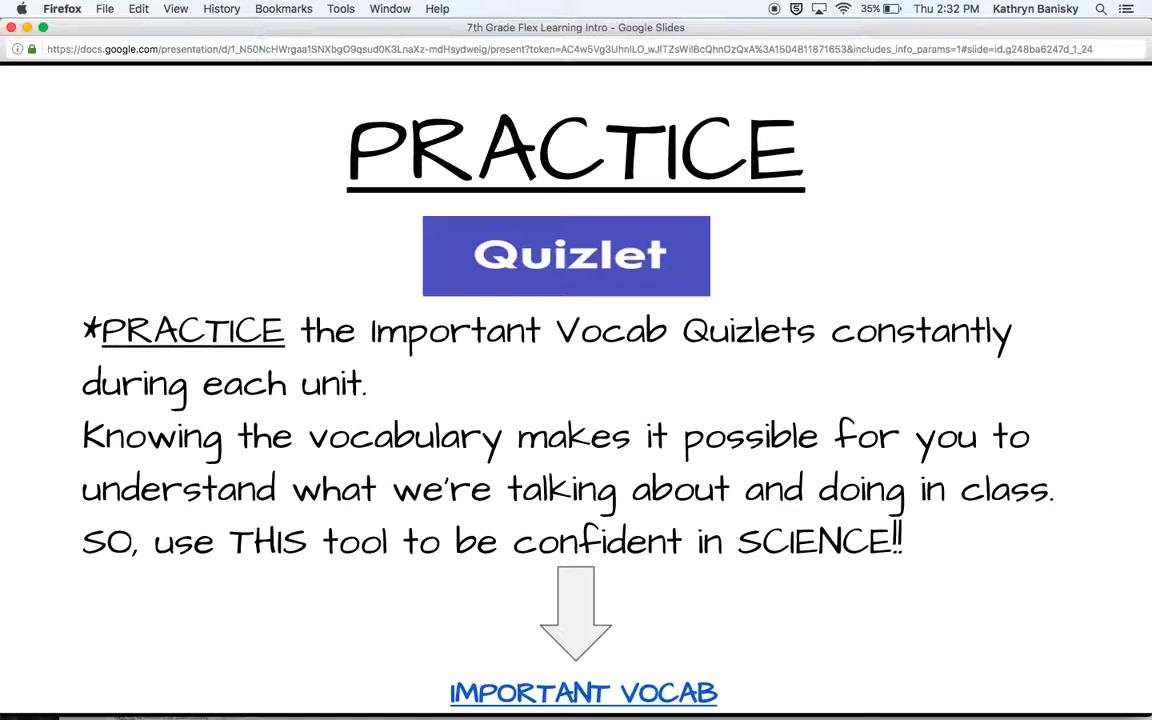 Firefox File Edit View History Bookmarks Tools Window Help 35% Thu 2:32 PM Kathryn Banisky
7th Grade Flex Learning Intro - Google Slides
PRACTICE
Quizlet
*PRACTICE the Important Vocab Quizlets constantly
during each unit.
Knowing the vocabulary makes it possible for you to
understand what we're talking about and doing in class.
SO, use THIS tool to be confident in SCIENCE!!
IMPORTANT VOCAB